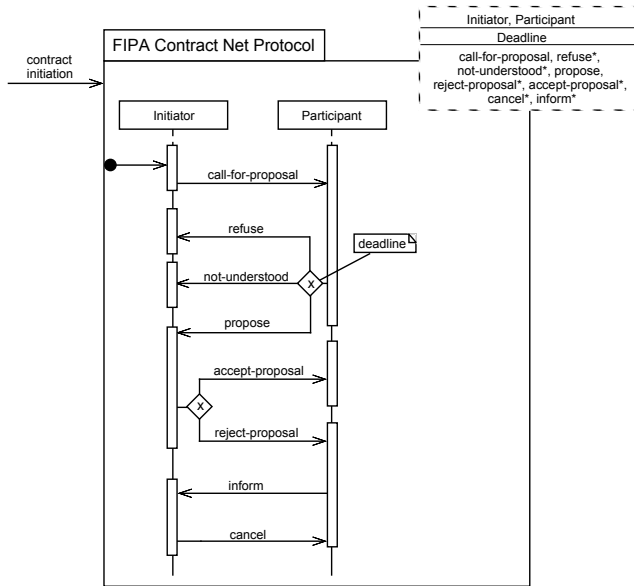 Initiator, Participant
Deadline
call-for-proposal, refuse*,
not-understood*, propose,
reject-proposal*, accept-proposal*,
cancel*, inform*
FIPA Contract Net Protocol
contract
initiation
Initiator
Participant
call-for-proposal
refuse
deadline
not-understood
x
propose
accept-proposal
x
reject-proposal
inform
cancel